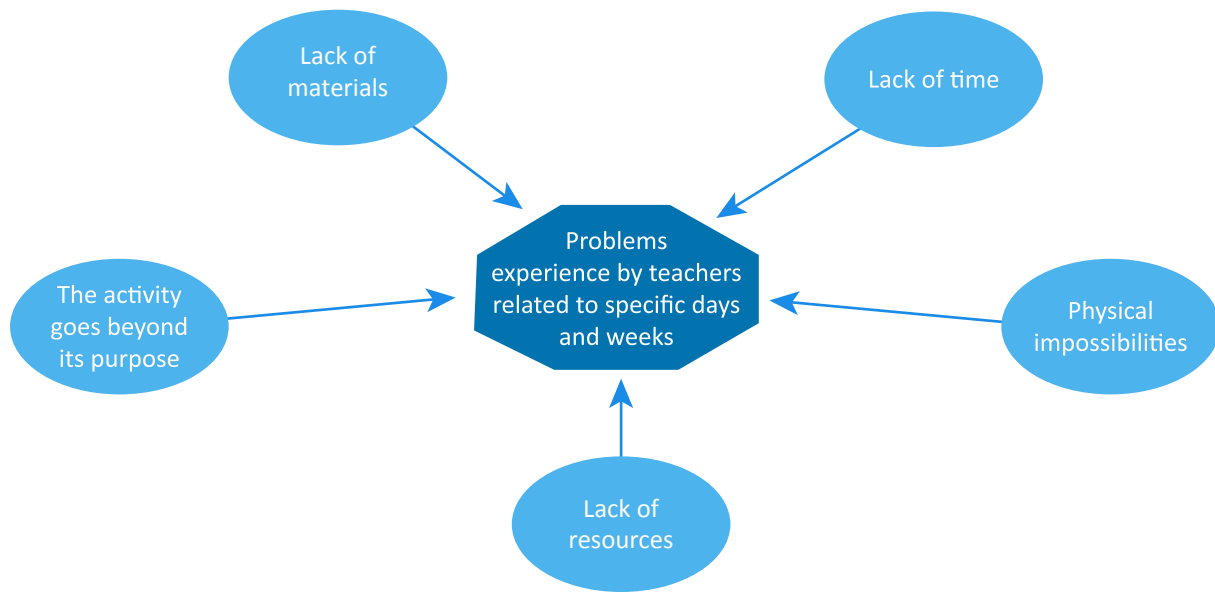 Lack of
materials
Lack of time
Problems
experience by teachers
related to specific days
and weeks
The activity
goes beyond
its purpose
Physical
impossibilities
Lack of
resources